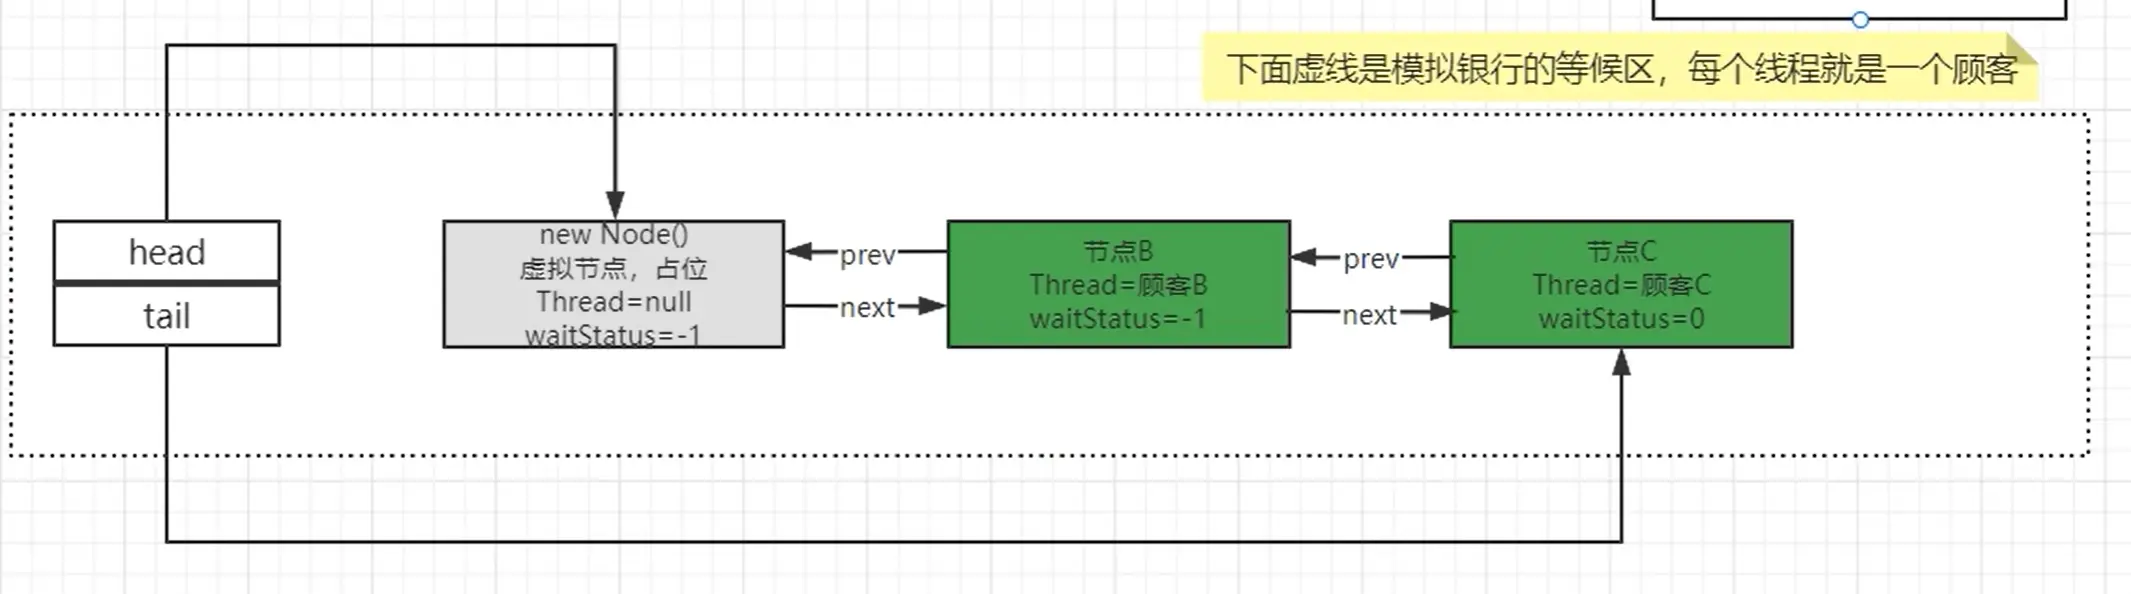 下面虚线是模拟银行的等候区，每个线程就是一个顾客
head
tail
new Node()
虚拟节点，占位
Thread=null
waitStatus=-1
prev
next
节点B
Thread=顾客B
waitStatus=-1
prev
next
节点C
Thread=顾客C
waitStatus=0